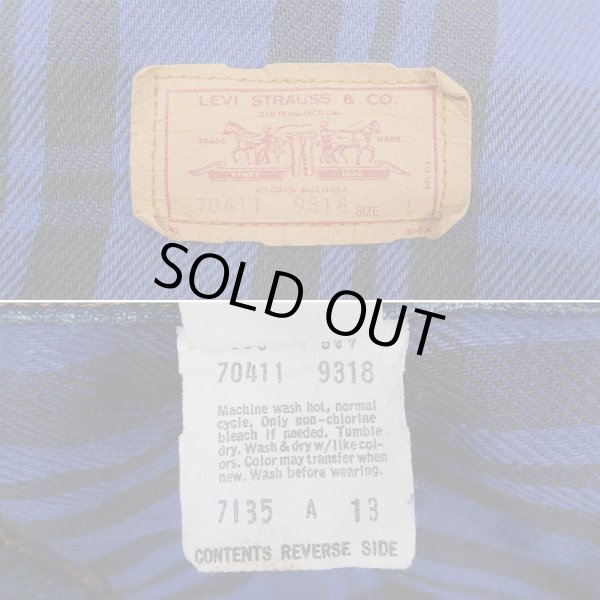 LEVI STRAUSS & CO.
SAN FRANCISCO CAL.
TRADE MARK
ALL COTTON - MADE IN U.S.A.
70411 9318 SIZE L
SOLD OUT
527
70411 9318
Machine wash hot, normal
cycle. Only non-chlorine
bleach if needed. Tumble
dry. Wash & dry w/like col-
ors. Color may transfer when
new. Wash before wearing.
7135 A 13
CONTENTS REVERSE SIDE